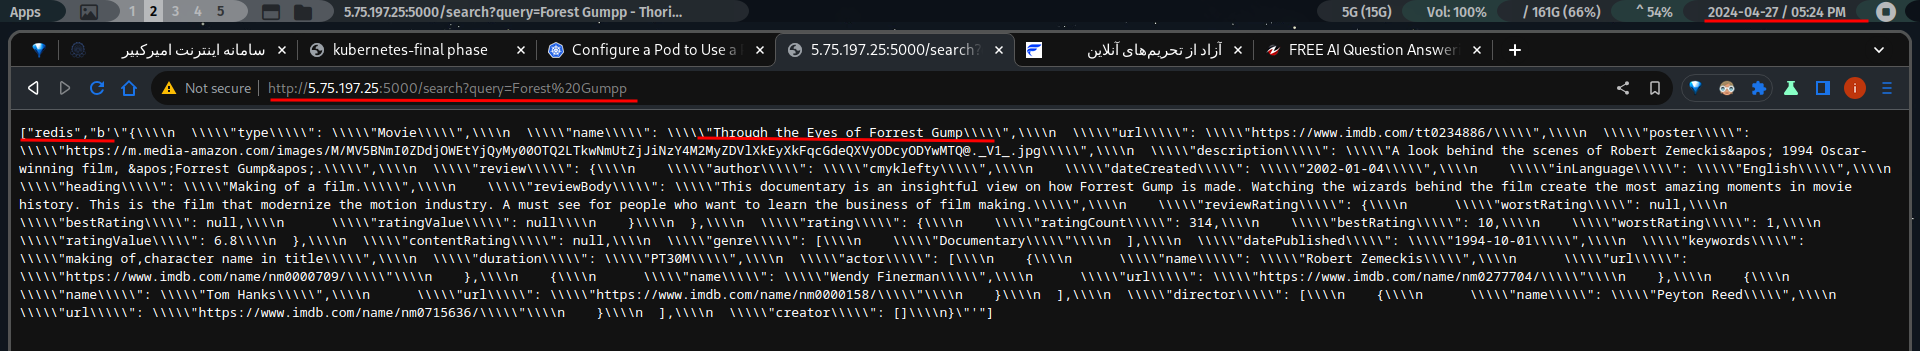 Apps 1 2 3 4 5 5.75.197.25:5000/search?query=Forest Gumpp - Thori... 5G (15G) Vol: 100% / 161G (66%) ^ 54% 2024-04-27 / 05:24 PM
سامانه اینترنت امیرکبیر × kubernetes-final phase × Configure a Pod to Use a × 5.75.197.25:5000/search? × آزاد از تحریم‌های آنلاین × FREE AI Question Answeri × +
Not secure | http://5.75.197.25:5000/search?query=Forest%20Gumpp i
["redis","b'\"{\\\\n  \\\\\"type\\\\\": \\\\\"Movie\\\\\",\\\\n  \\\\\"name\\\\\": \\\\\"Through the Eyes of Forrest Gump\\\\\",\\\\n  \\\\\"url\\\\\": \\\\\"https://www.imdb.com/tt0234886/\\\\\",\\\\n  \\\\\"poster\\\\\":
\\\\\"https://m.media-amazon.com/images/M/MV5BNmI0ZDdjOWEtYjQyMy00OTQ2LTkwNmUtZjJiNzY4M2MyZDVlXkEyXkFqcGdeQXVyODcyODYwMTQ@._V1_.jpg\\\\\",\\\\n  \\\\\"description\\\\\": \\\\\"A look behind the scenes of Robert Zemeckis&apos; 1994 Oscar-
winning film, &apos;Forrest Gump&apos;.\\\\\",\\\\n  \\\\\"review\\\\\": {\\\\n    \\\\\"author\\\\\": \\\\\"cmyklefty\\\\\",\\\\n    \\\\\"dateCreated\\\\\": \\\\\"2002-01-04\\\\\",\\\\n    \\\\\"inLanguage\\\\\": \\\\\"English\\\\\",\\\\n
\\\\\"heading\\\\\": \\\\\"Making of a film.\\\\\",\\\\n    \\\\\"reviewBody\\\\\": \\\\\"This documentary is an insightful view on how Forrest Gump is made. Watching the wizards behind the film create the most amazing moments in movie
history. This is the film that modernize the motion industry. A must see for people who want to learn the business of film making.\\\\\",\\\\n    \\\\\"reviewRating\\\\\": {\\\\n      \\\\\"worstRating\\\\\": null,\\\\n
\\\\\"bestRating\\\\\": null,\\\\n      \\\\\"ratingValue\\\\\": null\\\\n    }\\\\n  },\\\\n  \\\\\"rating\\\\\": {\\\\n    \\\\\"ratingCount\\\\\": 314,\\\\n    \\\\\"bestRating\\\\\": 10,\\\\n    \\\\\"worstRating\\\\\": 1,\\\\n
\\\\\"ratingValue\\\\\": 6.8\\\\n  },\\\\n  \\\\\"contentRating\\\\\": null,\\\\n  \\\\\"genre\\\\\": [\\\\n    \\\\\"Documentary\\\\\"\\\\n  ],\\\\n  \\\\\"datePublished\\\\\": \\\\\"1994-10-01\\\\\",\\\\n  \\\\\"keywords\\\\\":
\\\\\"making of,character name in title\\\\\",\\\\n  \\\\\"duration\\\\\": \\\\\"PT30M\\\\\",\\\\n  \\\\\"actor\\\\\": [\\\\n    {\\\\n      \\\\\"name\\\\\": \\\\\"Robert Zemeckis\\\\\",\\\\n      \\\\\"url\\\\\":
\\\\\"https://www.imdb.com/name/nm0000709/\\\\\"\\\\n    },\\\\n    {\\\\n      \\\\\"name\\\\\": \\\\\"Wendy Finerman\\\\\",\\\\n      \\\\\"url\\\\\": \\\\\"https://www.imdb.com/name/nm0277704/\\\\\"\\\\n    },\\\\n    {\\\\n
\\\\\"name\\\\\": \\\\\"Tom Hanks\\\\\",\\\\n      \\\\\"url\\\\\": \\\\\"https://www.imdb.com/name/nm0000158/\\\\\"\\\\n    }\\\\n  ],\\\\n  \\\\\"director\\\\\": [\\\\n    {\\\\n      \\\\\"name\\\\\": \\\\\"Peyton Reed\\\\\",\\\\n
\\\\\"url\\\\\": \\\\\"https://www.imdb.com/name/nm0715636/\\\\\"\\\\n    }\\\\n  ],\\\\n  \\\\\"creator\\\\\": []\\\\n}\"'"]